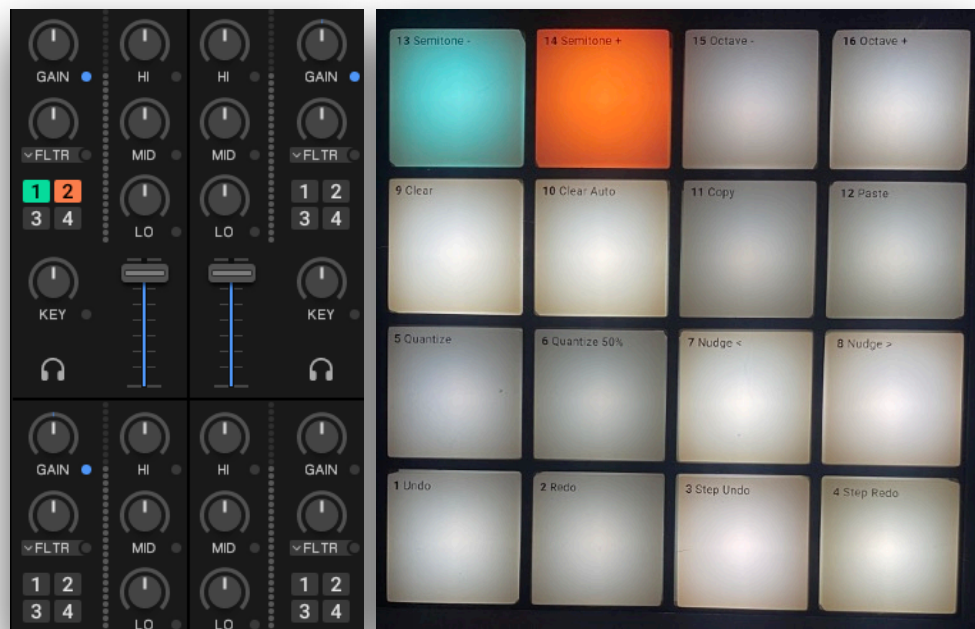 GAIN HI HI GAIN
FLTR MID MID FLTR
1 2 1 2
3 4 3 4
LO LO
KEY KEY
GAIN HI HI GAIN
FLTR MID MID FLTR
1 2 1 2
3 4 3 4
LO LO
13 Semitone - 14 Semitone + 15 Octave - 16 Octave +
9 Clear 10 Clear Auto 11 Copy 12 Paste
5 Quantize 6 Quantize 50% 7 Nudge < 8 Nudge >
1 Undo 2 Redo 3 Step Undo 4 Step Redo